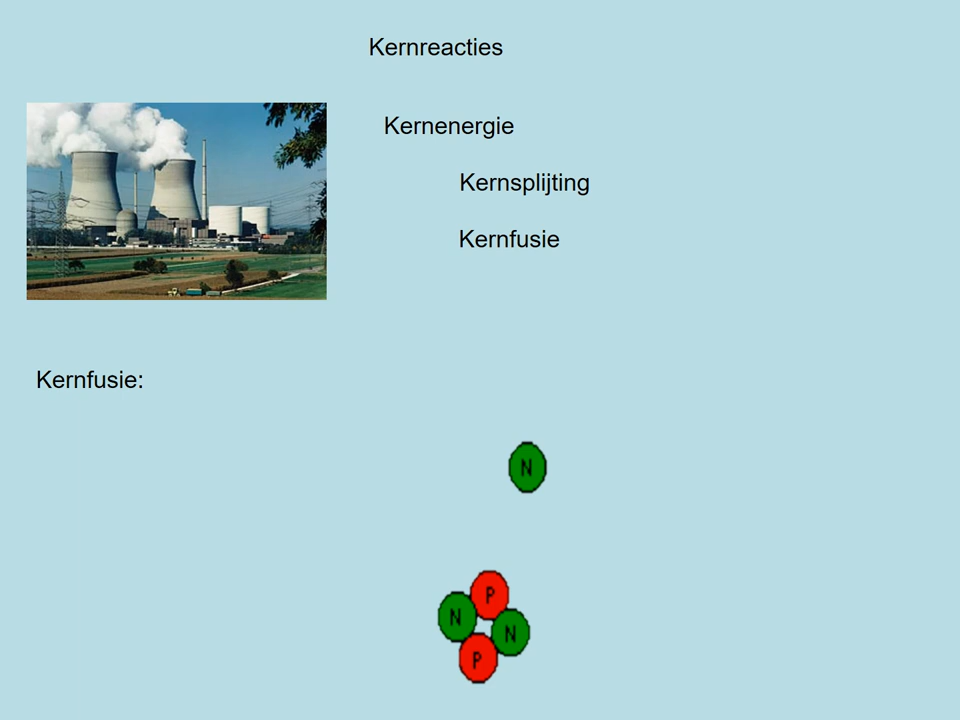 Kernreacties
Kernenergie
Kernsplijting
Kernfusie
Kernfusie:
N
P
N
N
P